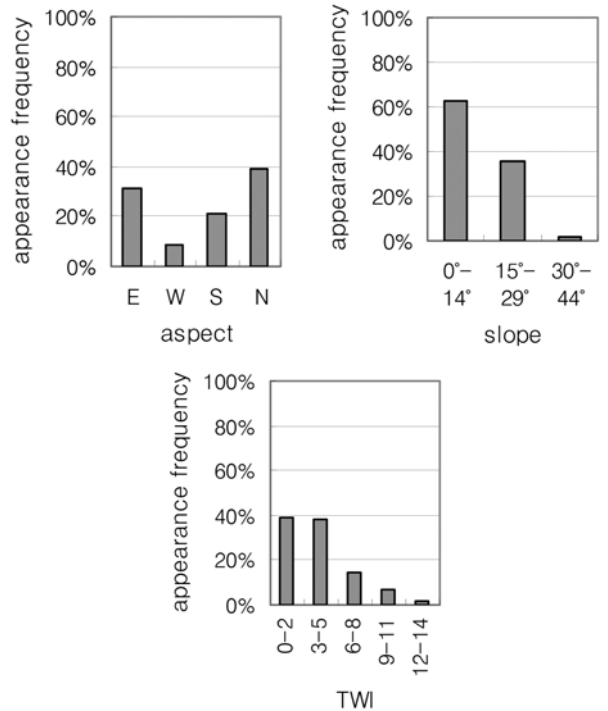 appearance frequency
100%
80%
60%
40%
20%
0%
E W S N
aspect
appearance frequency
100%
80%
60%
40%
20%
0%
0°– 15°– 30°–
14° 29° 44°
slope
appearance frequency
100%
80%
60%
40%
20%
0%
0–2
3–5
6–8
9–11
12–14
TWI